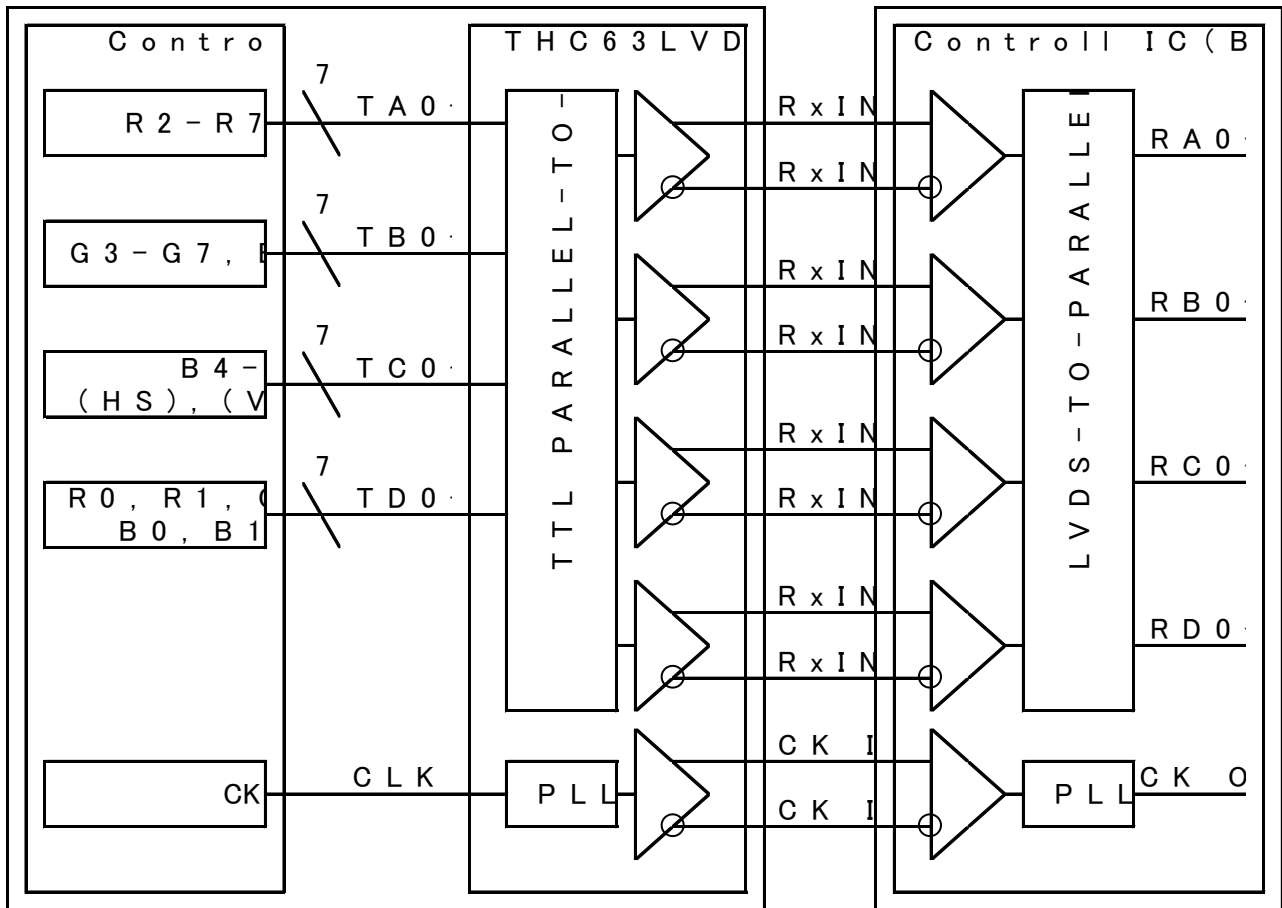 Contro
THC63LVD
Controll IC(B
7
TA0-
R2-R7
TTL PARALLEL-TO-
RxIN
RxIN
LVDS-TO-PARALLEL
RA0-
7
TB0-
G3-G7,
RxIN
RxIN
RB0-
7
TC0-
B4-
(HS),(V
RxIN
RxIN
RC0-
7
TD0-
R0,R1,
B0,B1
RxIN
RxIN
RD0-
CK
CLK
PLL
CK I
CK I
PLL
CK O